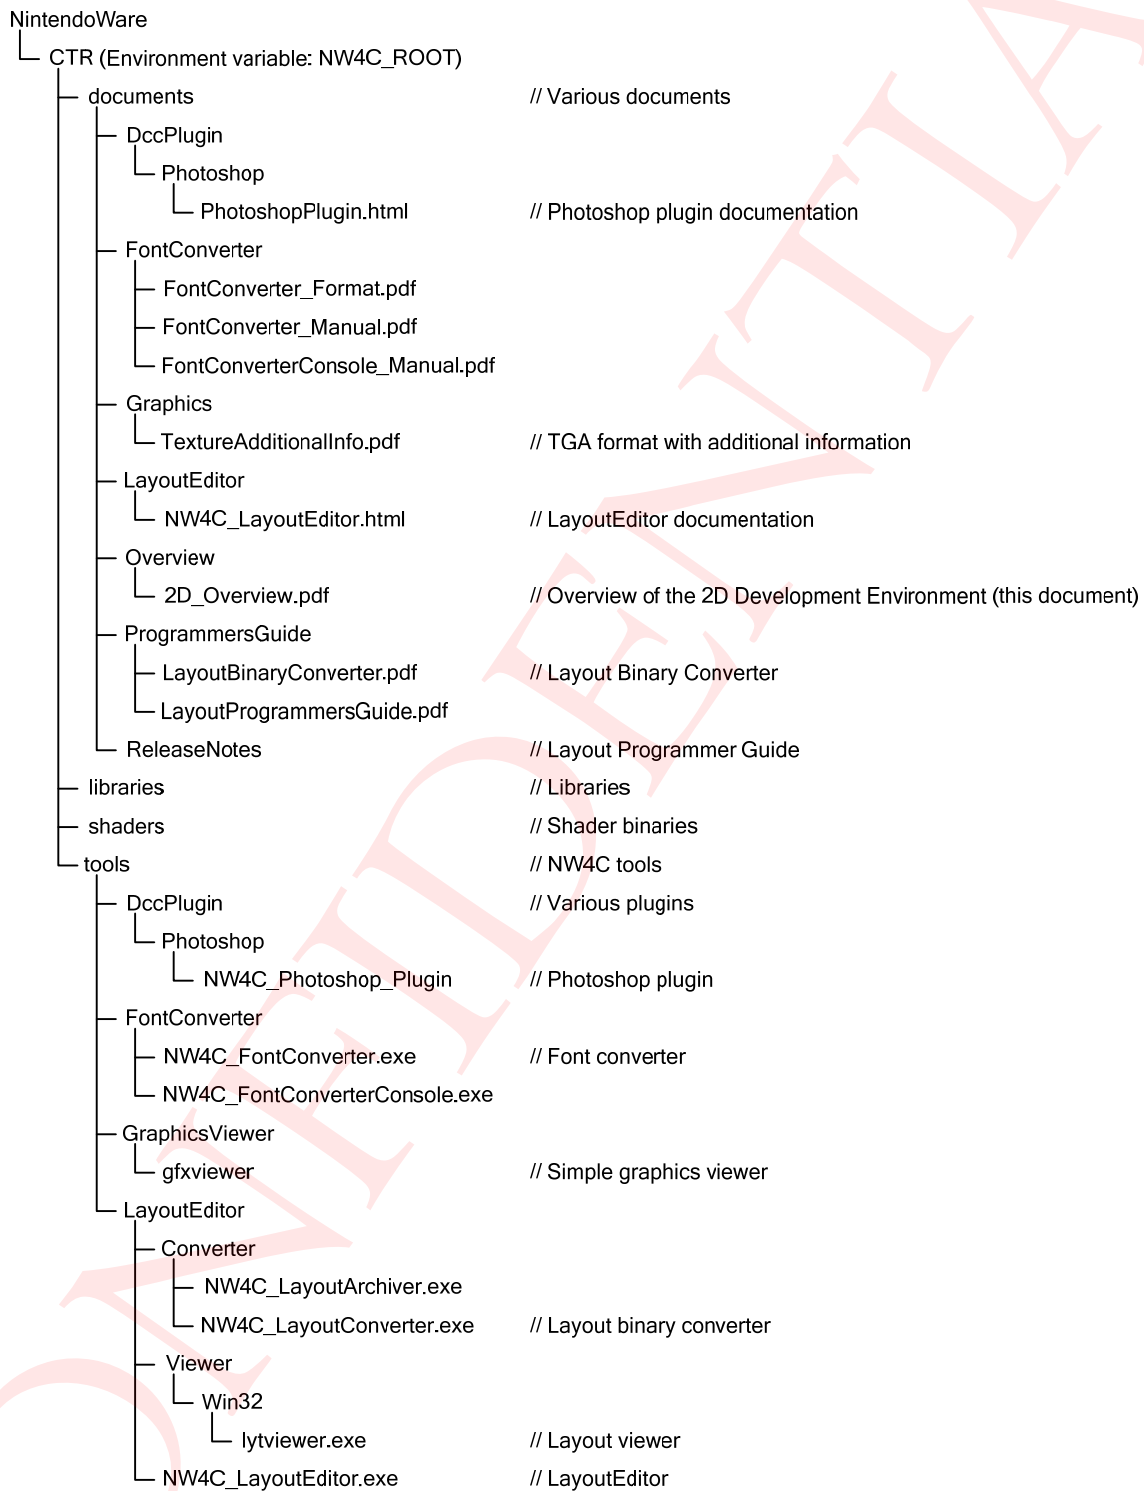 NintendoWare
CTR (Environment variable: NW4C_ROOT)
documents // Various documents
DccPlugin
Photoshop
PhotoshopPlugin.html // Photoshop plugin documentation
FontConverter
FontConverter_Format.pdf
FontConverter_Manual.pdf
FontConverterConsole_Manual.pdf
Graphics
TextureAdditionalInfo.pdf // TGA format with additional information
LayoutEditor
NW4C_LayoutEditor.html // LayoutEditor documentation
Overview
2D_Overview.pdf // Overview of the 2D Development Environment (this document)
ProgrammersGuide
LayoutBinaryConverter.pdf // Layout Binary Converter
LayoutProgrammersGuide.pdf
ReleaseNotes // Layout Programmer Guide
libraries // Libraries
shaders // Shader binaries
tools // NW4C tools
DccPlugin // Various plugins
Photoshop
NW4C_Photoshop_Plugin // Photoshop plugin
FontConverter
NW4C_FontConverter.exe // Font converter
NW4C_FontConverterConsole.exe
GraphicsViewer
gfxviewer // Simple graphics viewer
LayoutEditor
Converter
NW4C_LayoutArchiver.exe
NW4C_LayoutConverter.exe // Layout binary converter
Viewer
Win32
lytviewer.exe // Layout viewer
NW4C_LayoutEditor.exe // LayoutEditor
ONFIDENTIA